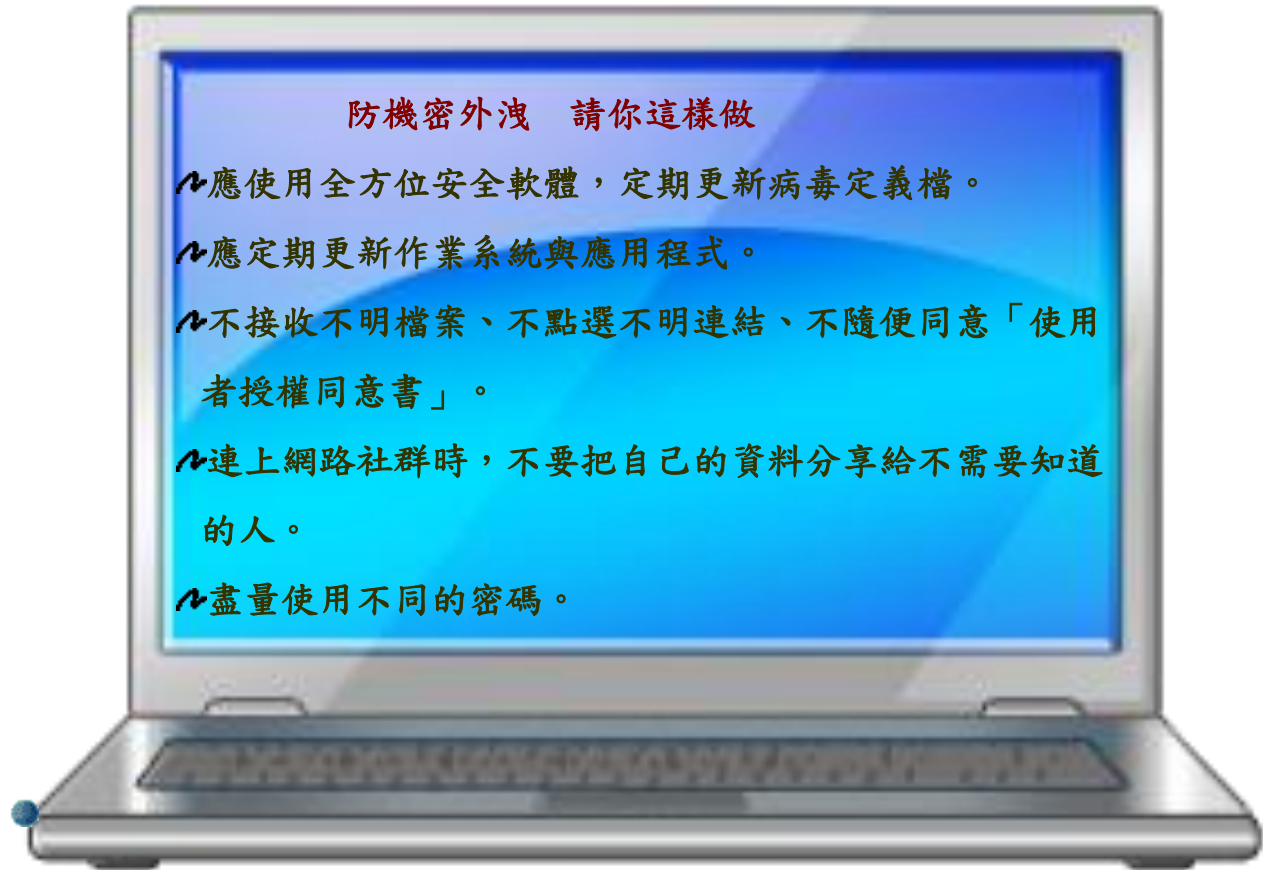 防機密外洩　請你這樣做
應使用全方位安全軟體，定期更新病毒定義檔。
應定期更新作業系統與應用程式。
不接收不明檔案、不點選不明連結、不隨便同意「使用
者授權同意書」。
連上網路社群時，不要把自己的資料分享給不需要知道
的人。
盡量使用不同的密碼。